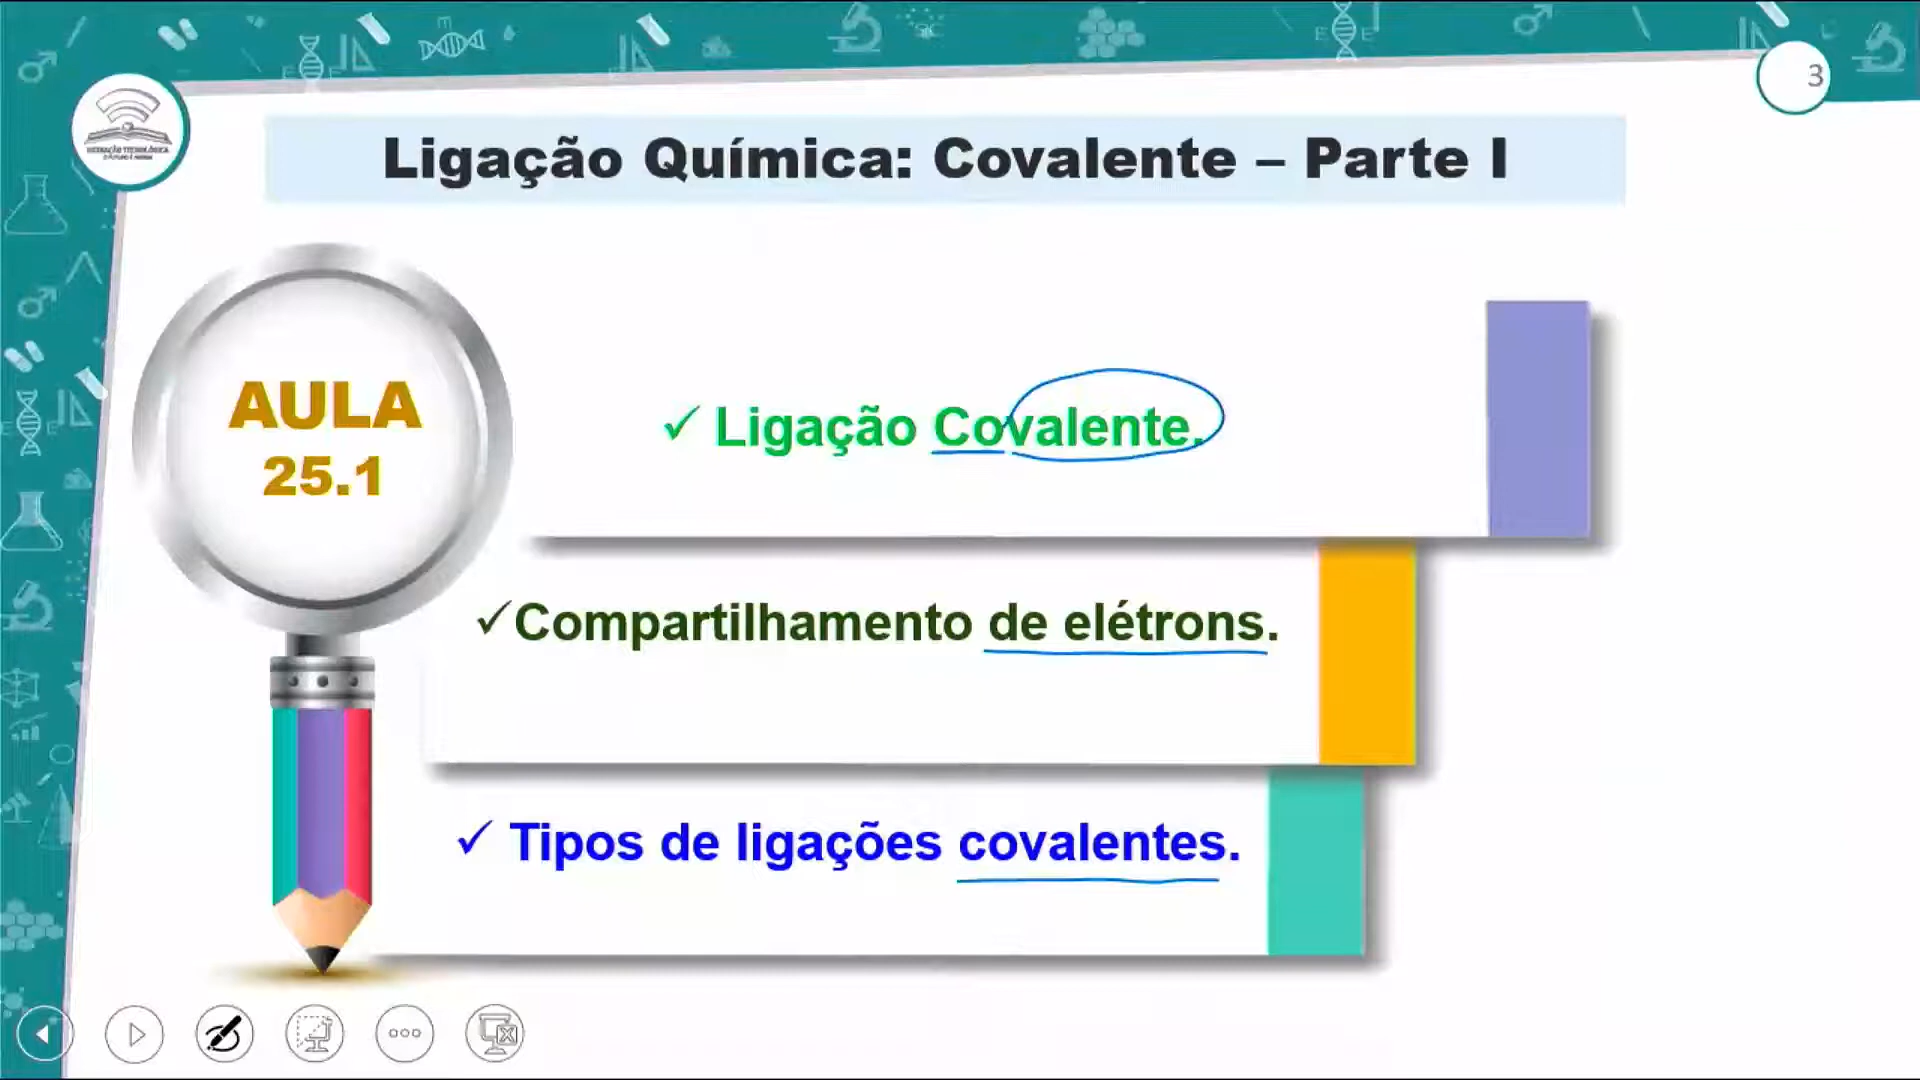 3
Ligação Química: Covalente – Parte I
AULA
25.1
✓ Ligação Covalente.
✓Compartilhamento de elétrons.
✓ Tipos de ligações covalentes.